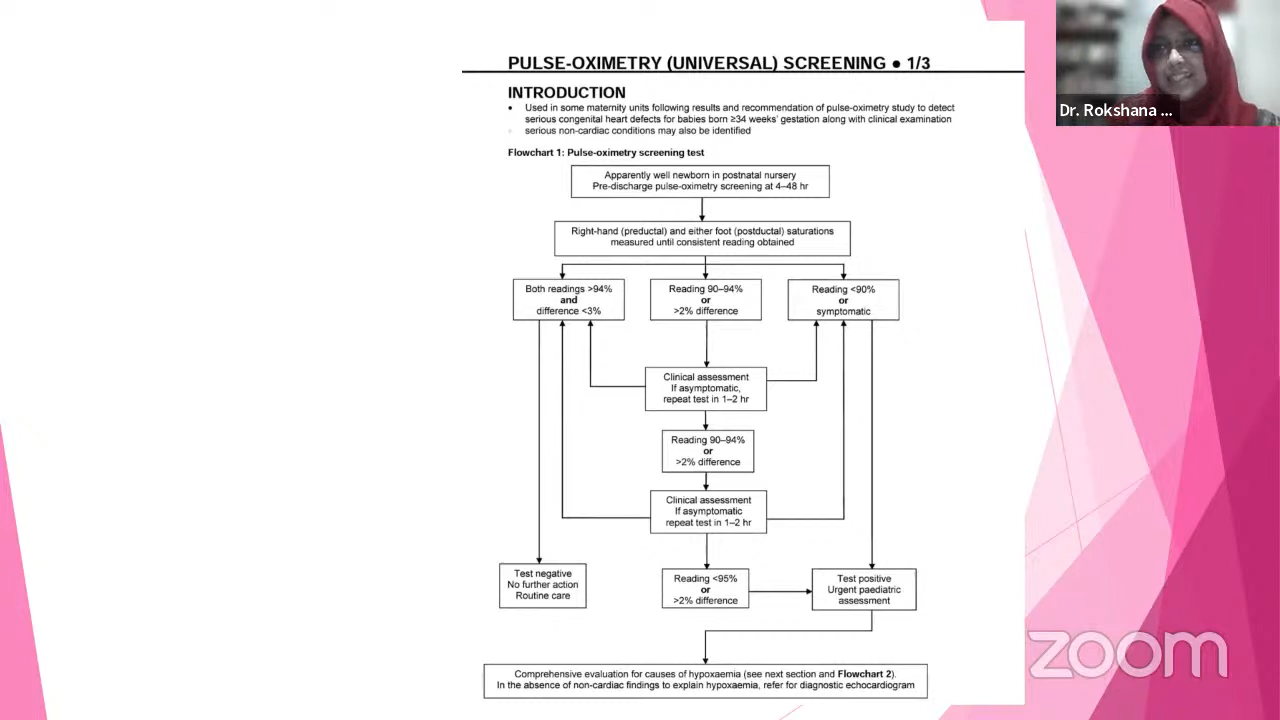 PULSE-OXIMETRY (UNIVERSAL) SCREENING ● 1/3
INTRODUCTION
• Used in some maternity units following results and recommendation of pulse-oximetry study to detect
serious congenital heart defects for babies born ≥34 weeks' gestation along with clinical examination
serious non-cardiac conditions may also be identified
Flowchart 1: Pulse-oximetry screening test
Apparently well newborn in postnatal nursery
Pre-discharge pulse-oximetry screening at 4–48 hr
Right-hand (preductal) and either foot (postductal) saturations
measured until consistent reading obtained
Both readings >94%
and
difference <3%
Reading 90–94%
or
>2% difference
Reading <90%
or
symptomatic
Clinical assessment
If asymptomatic,
repeat test in 1–2 hr
Reading 90–94%
or
>2% difference
Clinical assessment
If asymptomatic
repeat test in 1–2 hr
Test negative
No further action
Routine care
Reading <95%
or
>2% difference
Test positive
Urgent paediatric
assessment
Comprehensive evaluation for causes of hypoxaemia (see next section and Flowchart 2).
In the absence of non-cardiac findings to explain hypoxaemia, refer for diagnostic echocardiogram
Dr. Rokshana ...
zoom